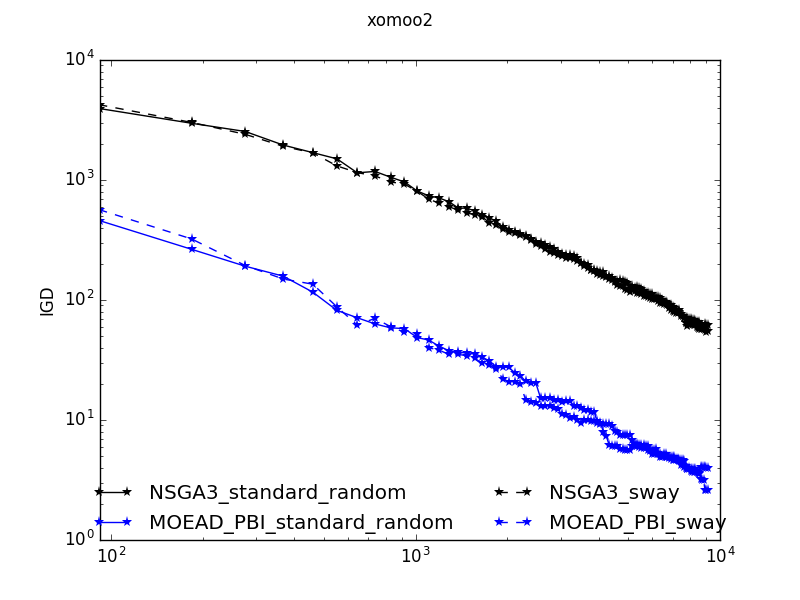 xomoo2
10^4
10^3
10^2
10^1
10^0
IGD
NSGA3_standard_random
NSGA3_sway
MOEAD_PBI_standard_random
MOEAD_PBI_sway
10^2
10^3
10^4